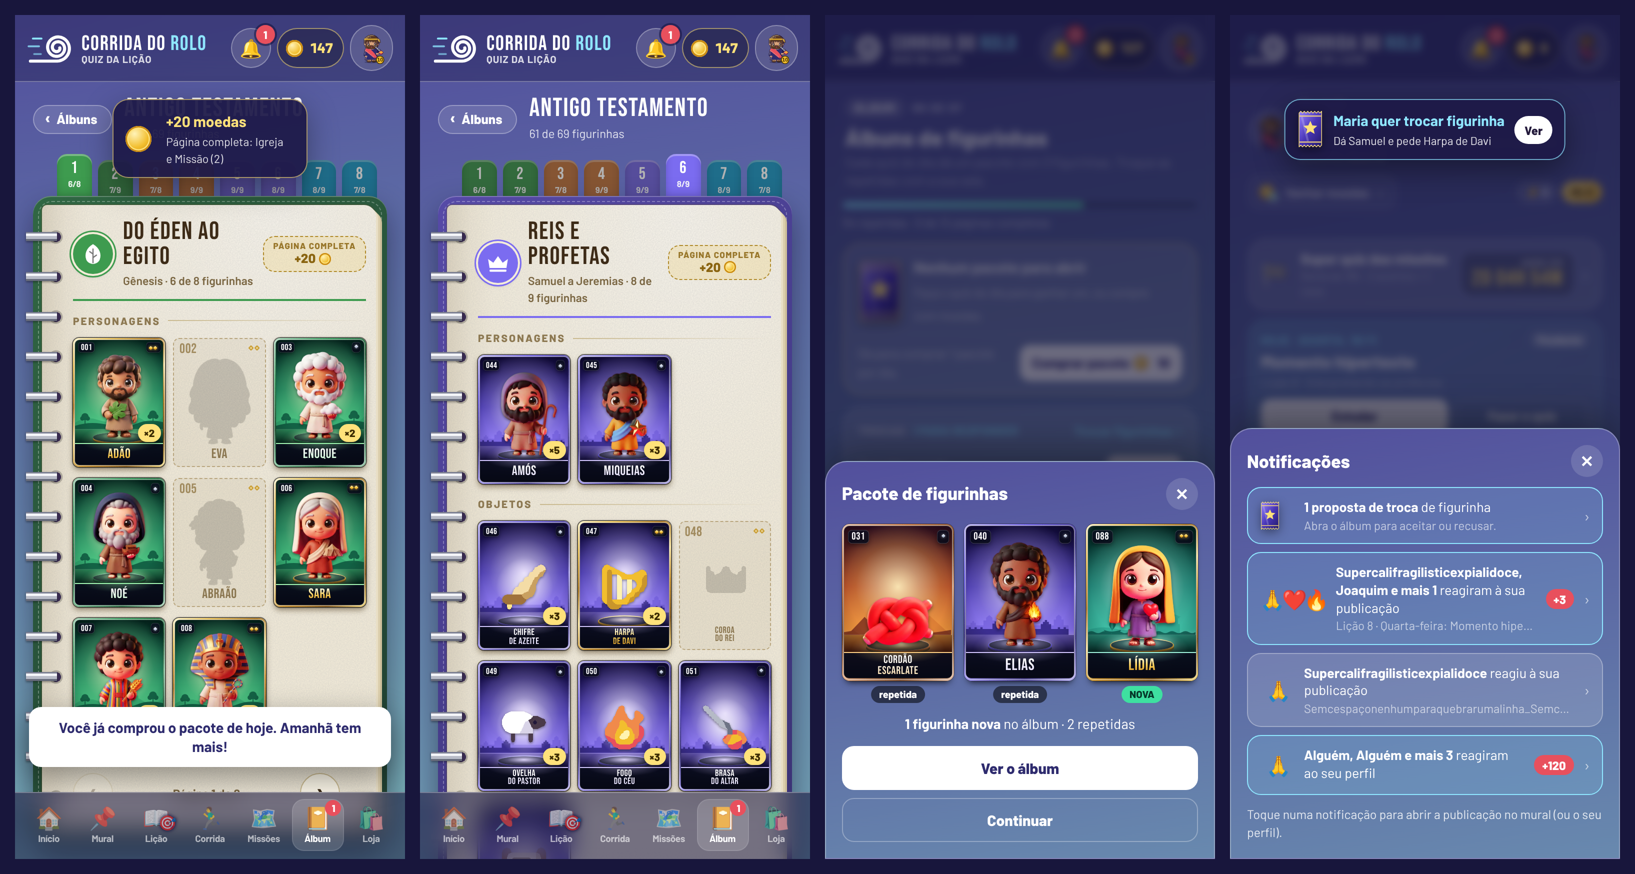 CORRIDA DO ROLO
QUIZ DA LIÇÃO
1
147
‹ Álbuns
ANTIGO TESTAMENTO
+20 moedas
Página completa: Igreja
e Missão (2)
1
6/8
2
7/9
7/9
9/9
9/9
8/9
7
8/9
8
7/8
DO ÉDEN AO
EGITO
Gênesis · 6 de 8 figurinhas
PÁGINA COMPLETA
+20
PERSONAGENS
001
×2
ADÃO
002
EVA
003
×2
ENOQUE
004
NOÉ
005
ABRAÃO
006
SARA
007
008
Você já comprou o pacote de hoje. Amanhã tem
mais!
Início
Mural
Lição
Corrida
Missões
1
Álbum
Loja
CORRIDA DO ROLO
QUIZ DA LIÇÃO
1
147
‹ Álbuns
ANTIGO TESTAMENTO
61 de 69 figurinhas
1
6/8
2
7/9
3
7/8
4
9/9
5
9/9
6
8/9
7
8/9
8
7/8
REIS E
PROFETAS
Samuel a Jeremias · 8 de
9 figurinhas
PÁGINA COMPLETA
+20
PERSONAGENS
044
×5
AMÓS
045
×3
MIQUEIAS
OBJETOS
046
×3
CHIFRE
DE AZEITE
047
×2
HARPA
DE DAVI
048
COROA
DO REI
049
×3
OVELHA
DO PASTOR
050
×3
FOGO
DO CÉU
051
×3
BRASA
DO ALTAR
Início
Mural
Lição
Corrida
Missões
1
Álbum
Loja
Pacote de figurinhas
×
031
CORDÃO
ESCARLATE
repetida
040
ELIAS
repetida
088
LÍDIA
NOVA
1 figurinha nova no álbum · 2 repetidas
Ver o álbum
Continuar
Maria quer trocar figurinha
Dá Samuel e pede Harpa de Davi
Ver
Notificações
×
1 proposta de troca de figurinha
Abra o álbum para aceitar ou recusar.
Supercalifragilisticexpialidoce,
Joaquim e mais 1 reagiram à sua
publicação
Lição 8 · Quarta-feira: Momento hipe...
+3
Supercalifragilisticexpialidoce reagiu à sua
publicação
Semcespaçonenhumparaquebrarumalinha_Semc...
Alguém, Alguém e mais 3 reagiram
ao seu perfil
+120
Toque numa notificação para abrir a publicação no mural (ou o seu
perfil).